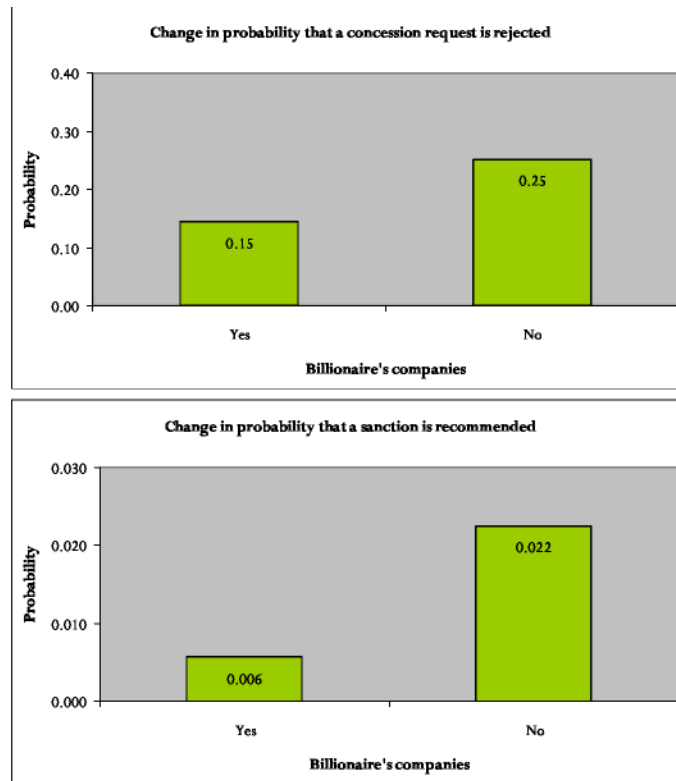 Change in probability that a concession request is rejected
0.40
0.30
0.20
0.10
0.00
Probability
0.15
0.25
Yes
No
Billionaire's companies
Change in probability that a sanction is recommended
0.030
0.020
0.010
0.000
Probability
0.006
0.022
Yes
No
Billionaire's companies